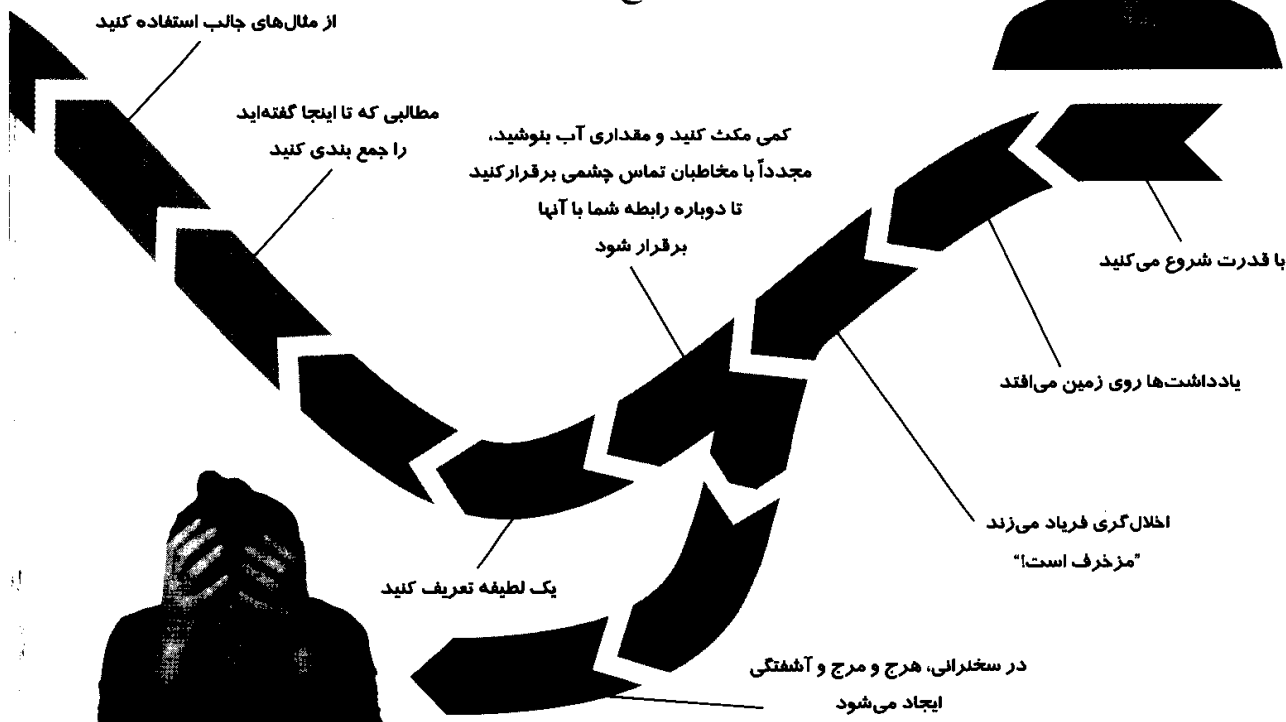 از مثال‌های جالب استفاده کنید
مطالبی که تا اینجا گفته‌اید
را جمع بندی کنید
کمی مکث کنید و مقداری آب بنوشید،
مجدداً با مخاطبان تماس چشمی برقرارکنید
تا دوباره رابطه شما با آنها
برقرار شود
با قدرت شروع می‌کنید
یادداشت‌ها روی زمین می‌افتد
اخلال‌گری فریاد می‌زند
"مزخرف است!"
یک لطیفه تعریف کنید
در سخنرانی، هرج و مرج و آشفتگی
ایجاد می‌شود